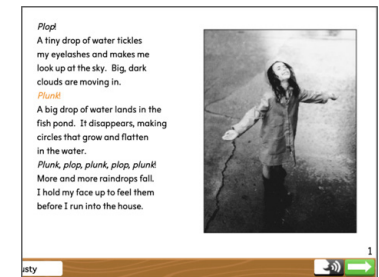 Plop!
A tiny drop of water tickles
my eyelashes and makes me
look up at the sky. Big, dark
clouds are moving in.
Plunk!
A big drop of water lands in the
fish pond. It disappears, making
circles that grow and flatten
in the water.
Plunk, plop, plunk, plop, plunk!
More and more raindrops fall.
I hold my face up to feel them
before I run into the house.
1
usty